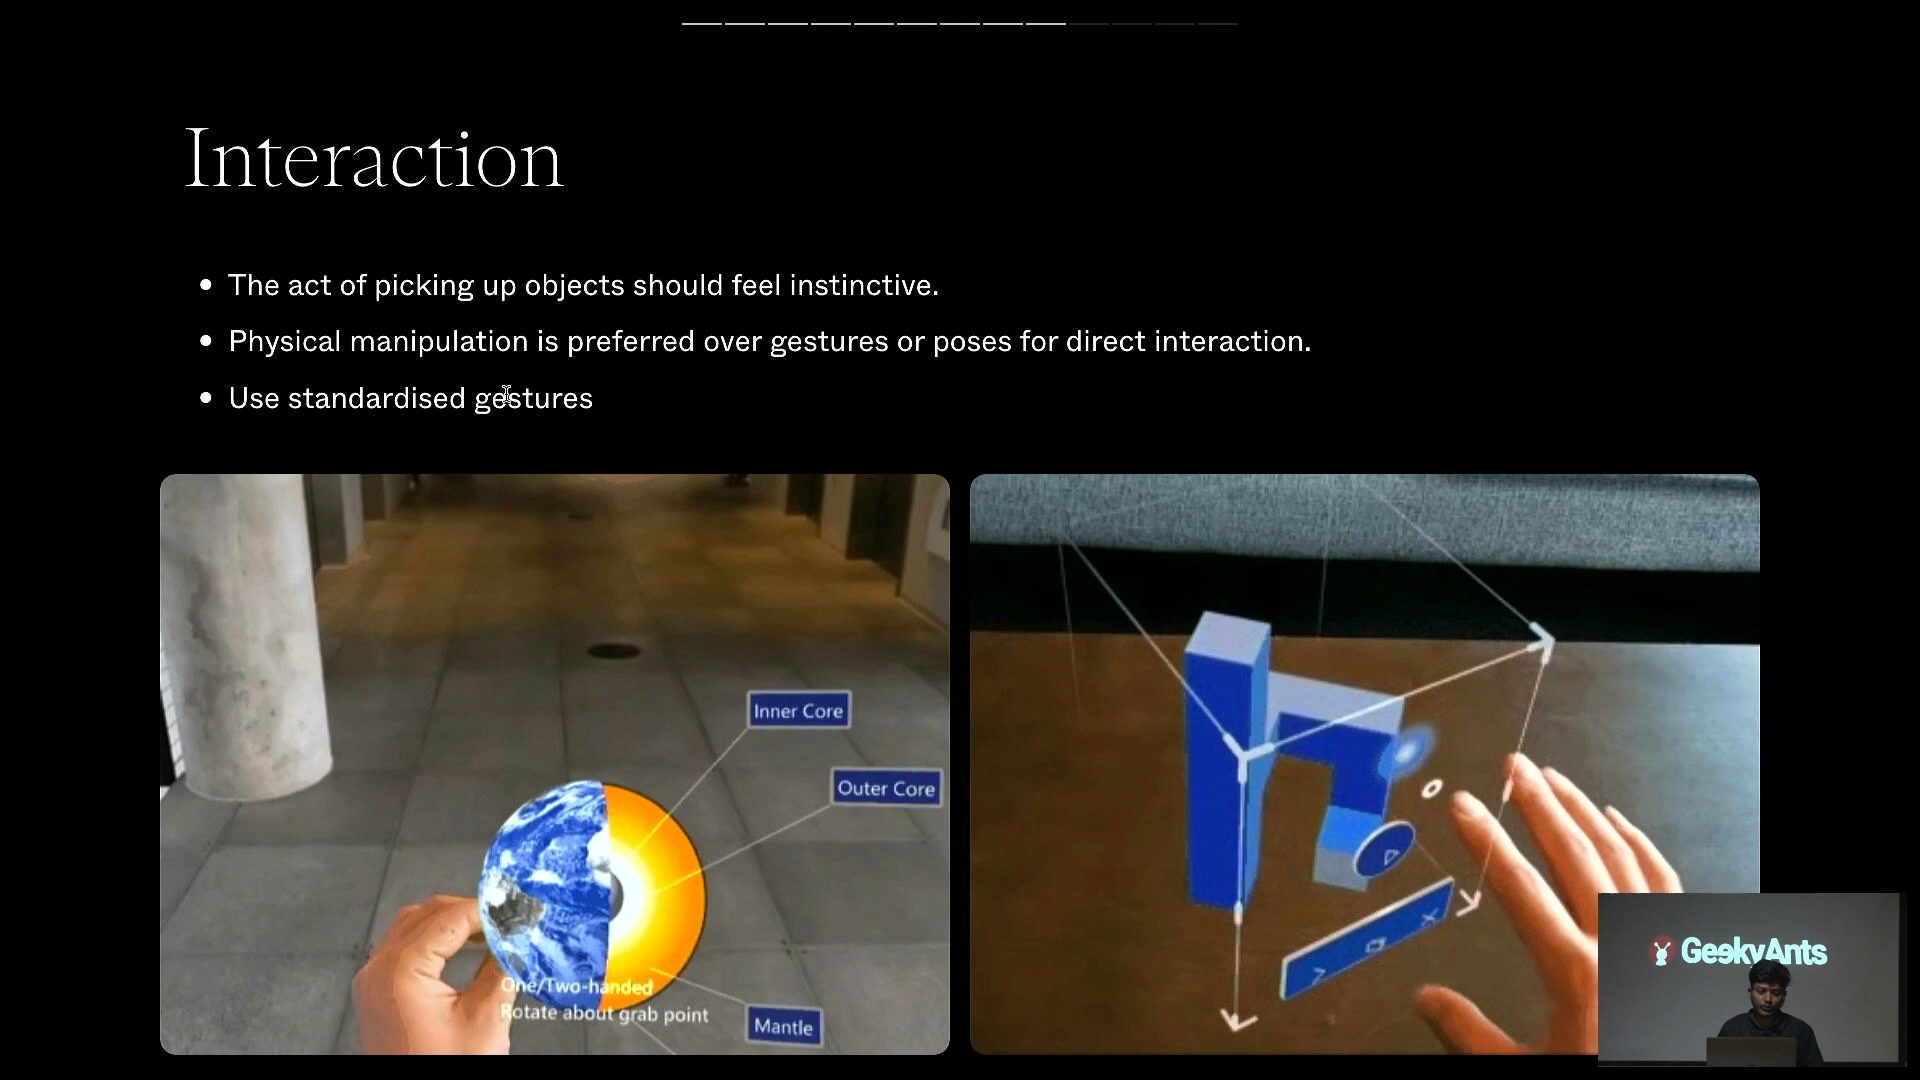 Interaction
The act of picking up objects should feel instinctive.
Physical manipulation is preferred over gestures or poses for direct interaction.
Use standardised gestures
Inner Core
Outer Core
One/Two-handed
Rotate about grab point
Mantle
GeekyAnts